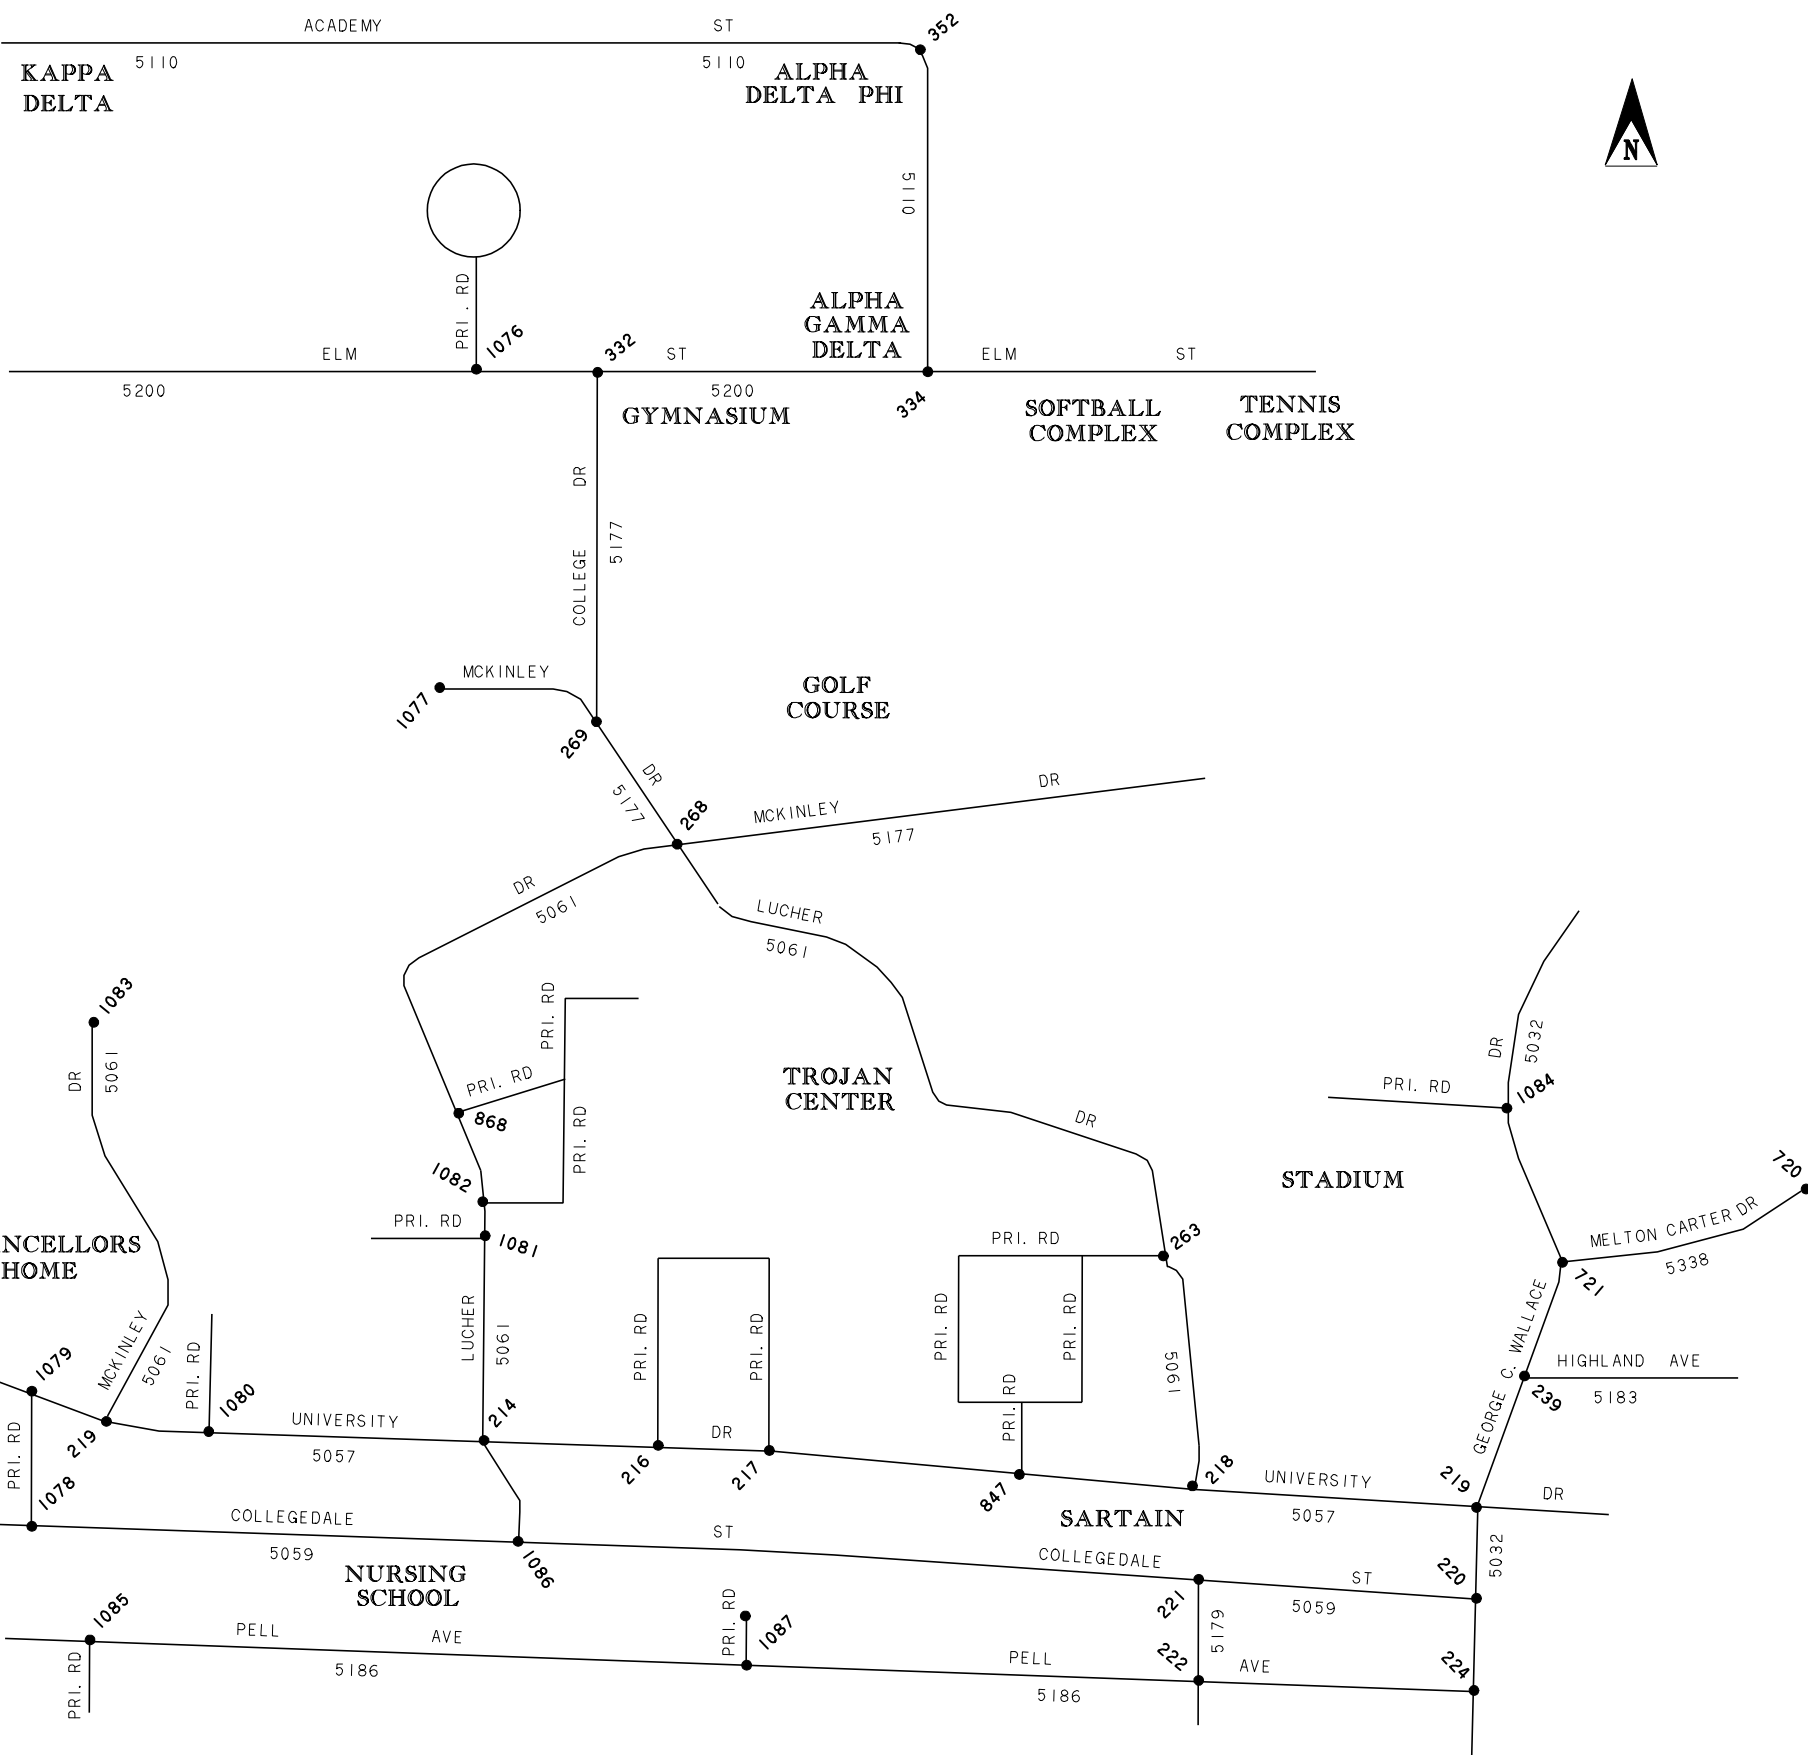 ACADEMY ST
352
5110 5110
KAPPA
DELTA
ALPHA
DELTA PHI
N
5110
PRI. RD
1076
332
ALPHA
GAMMA
DELTA
ELM ST ELM ST
5200 5200
334
GYMNASIUM
SOFTBALL
COMPLEX
TENNIS
COMPLEX
COLLEGE DR
5177
MCKINLEY
1077
GOLF
COURSE
269
DR
5177
268
MCKINLEY DR
5177
DR
5061
LUCHER
5061
1083
DR
5061
PRI. RD
PRI. RD
PRI. RD
868
TROJAN
CENTER
DR
DR
5032
PRI. RD
1084
1082
STADIUM
720
PRI. RD
1081
NCELLORS
HOME
PRI. RD
263
MELTON CARTER DR
5338
721
MCKINLEY
5061
PRI. RD
LUCHER
5061
PRI. RD
PRI. RD
PRI. RD
PRI. RD
5061
GEORGE C. WALLACE
HIGHLAND AVE
5183
239
1079
219
1080
PRI. RD
UNIVERSITY
5057
214
216
DR
217
PRI. RD
847
218
UNIVERSITY
5057
219
DR
1078
COLLEGEDALE
5059
ST
SARTAIN
COLLEGEDALE
ST
5059
220
5032
NURSING
SCHOOL
1086
221
5179
1085
PRI. RD
PELL AVE
5186
PRI. RD
1087
PELL
5186
222
AVE
224